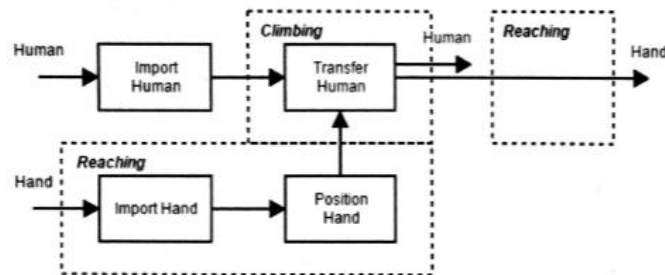 Climbing
Reaching
Human
Human
Hand
Import
Human
Transfer
Human
Reaching
Hand
Import Hand
Position
Hand